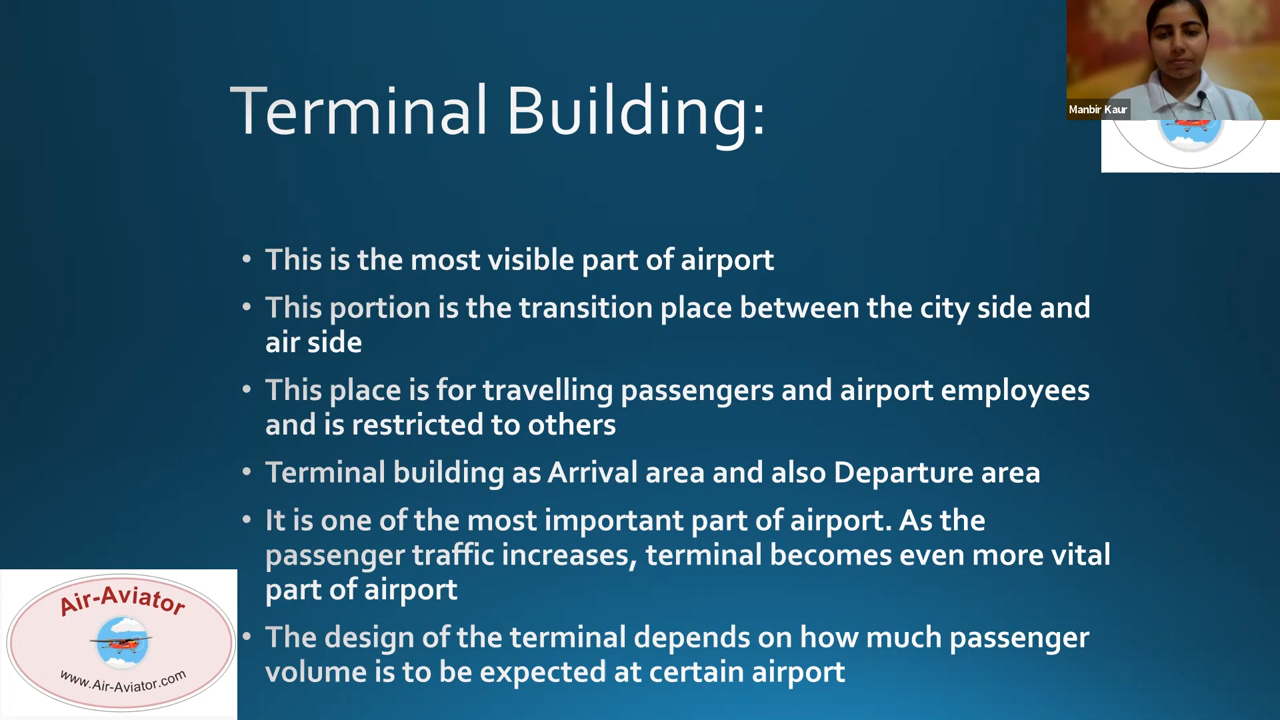 Terminal Building:
Manbir Kaur
• This is the most visible part of airport
• This portion is the transition place between the city side and
air side
• This place is for travelling passengers and airport employees
and is restricted to others
• Terminal building as Arrival area and also Departure area
• It is one of the most important part of airport. As the
passenger traffic increases, terminal becomes even more vital
part of airport
• The design of the terminal depends on how much passenger
volume is to be expected at certain airport
Air-Aviator
www.Air-Aviator.com